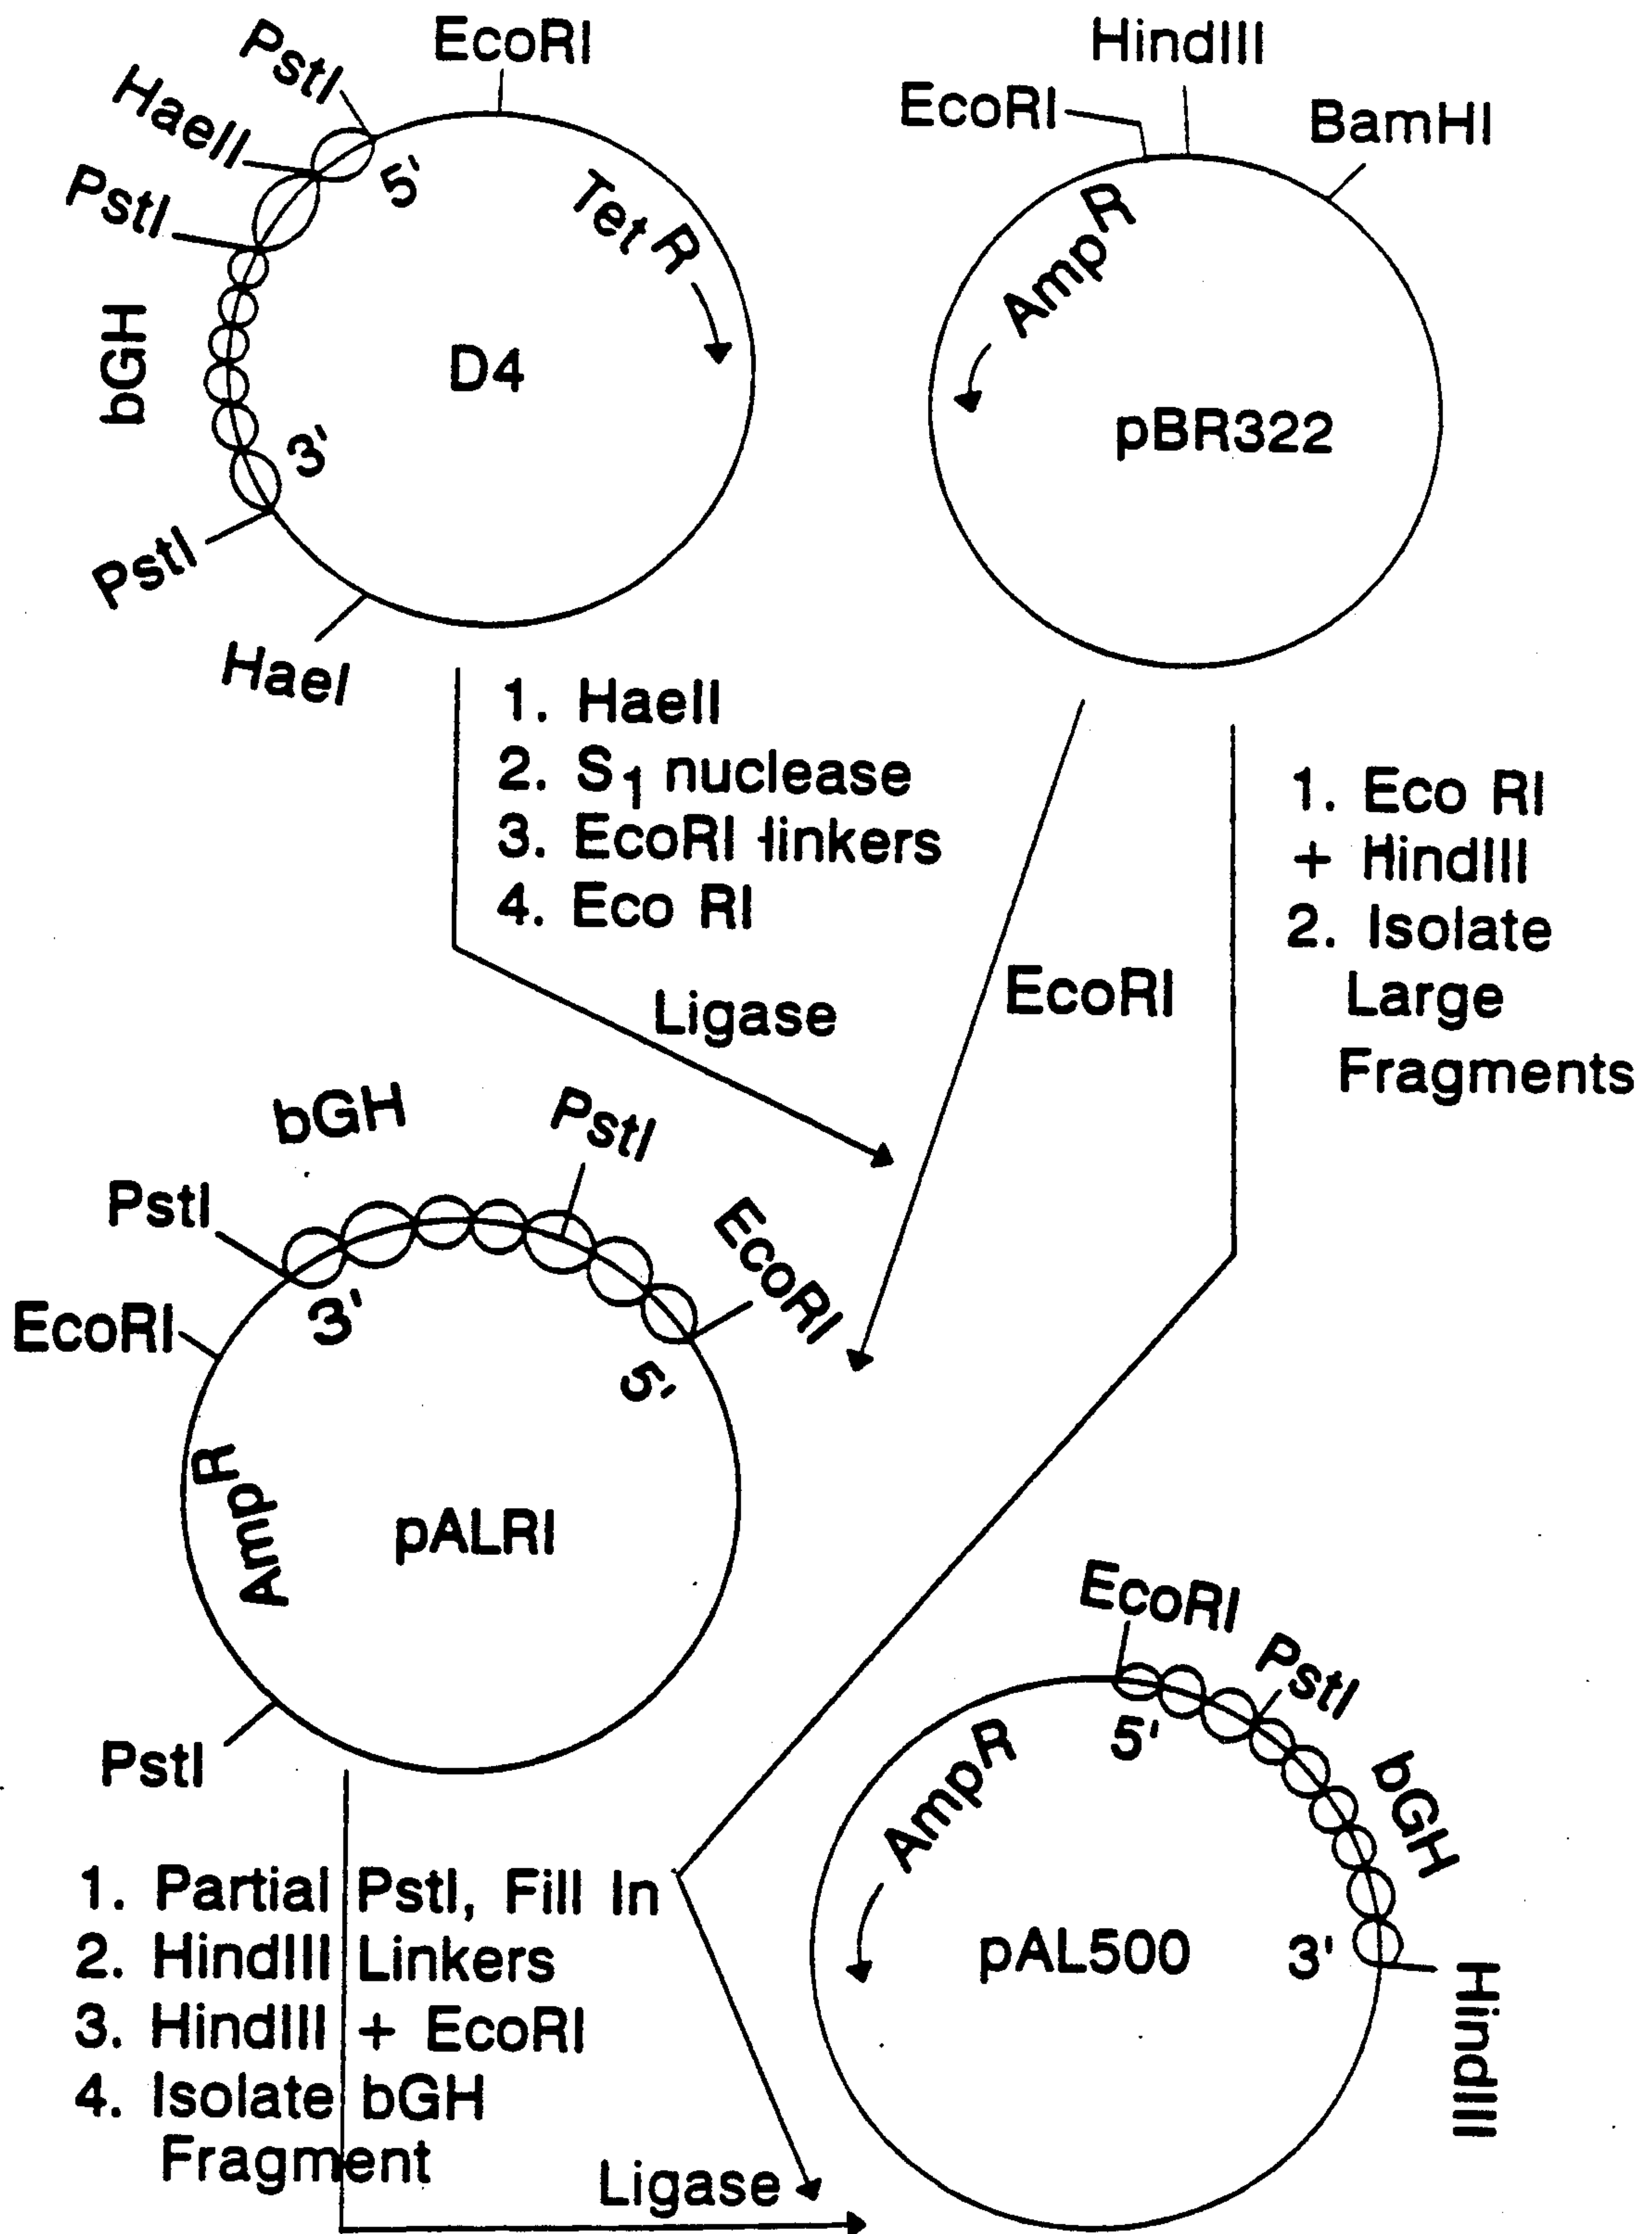 PstI
EcoRI
HaeII
PstI
5'
Tet R
bGH
D4
3'
PstI
HaeI
HindIII
EcoRI
BamHI
Amp R
pBR322
1. HaeII
2. S1 nuclease
3. EcoRI linkers
4. Eco RI
Ligase
EcoRI
1. Eco RI
+ HindIII
2. Isolate
Large
Fragments
bGH
PstI
PstI
EcoRI
EcoRI
3'
5'
Amp R
pALRI
PstI
1. Partial PstI, Fill In
2. HindIII Linkers
3. HindIII + EcoRI
4. Isolate bGH
Fragment
Ligase
EcoRI
PstI
5'
bGH
Amp R
pAL500
3'
HindIII